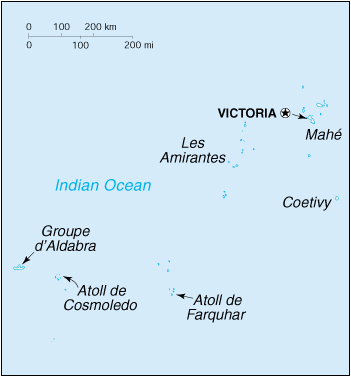 0 100 200 km
0 100 200 mi
VICTORIA
Mahé
Les
Amirantes
Indian Ocean
Coetivy
Groupe
d'Aldabra
Atoll de
Cosmoledo
Atoll de
Farquhar